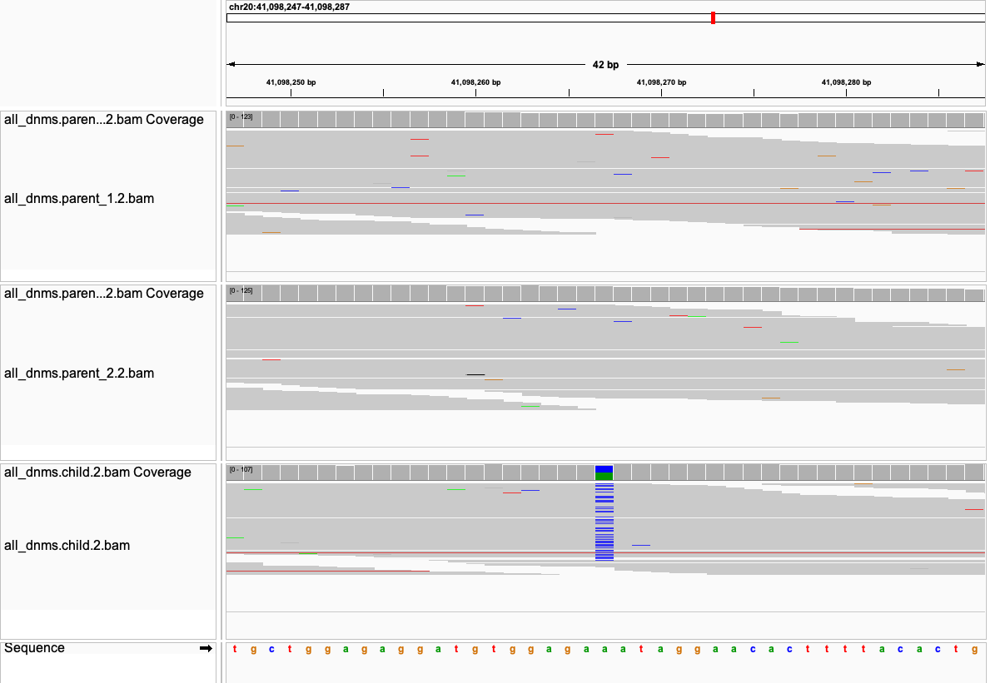 chr20:41,098,247-41,098,287
42 bp
41,098,250 bp 41,098,260 bp 41,098,270 bp 41,098,280 bp
all_dnms.paren...2.bam Coverage
[0 - 123]
all_dnms.parent_1.2.bam
all_dnms.paren...2.bam Coverage
[0 - 125]
all_dnms.parent_2.2.bam
all_dnms.child.2.bam Coverage
[0 - 107]
all_dnms.child.2.bam
Sequence
t g c t g g a g a g g a t g t g g a g a a a t a g g a a c a c t t t t a c a c t g